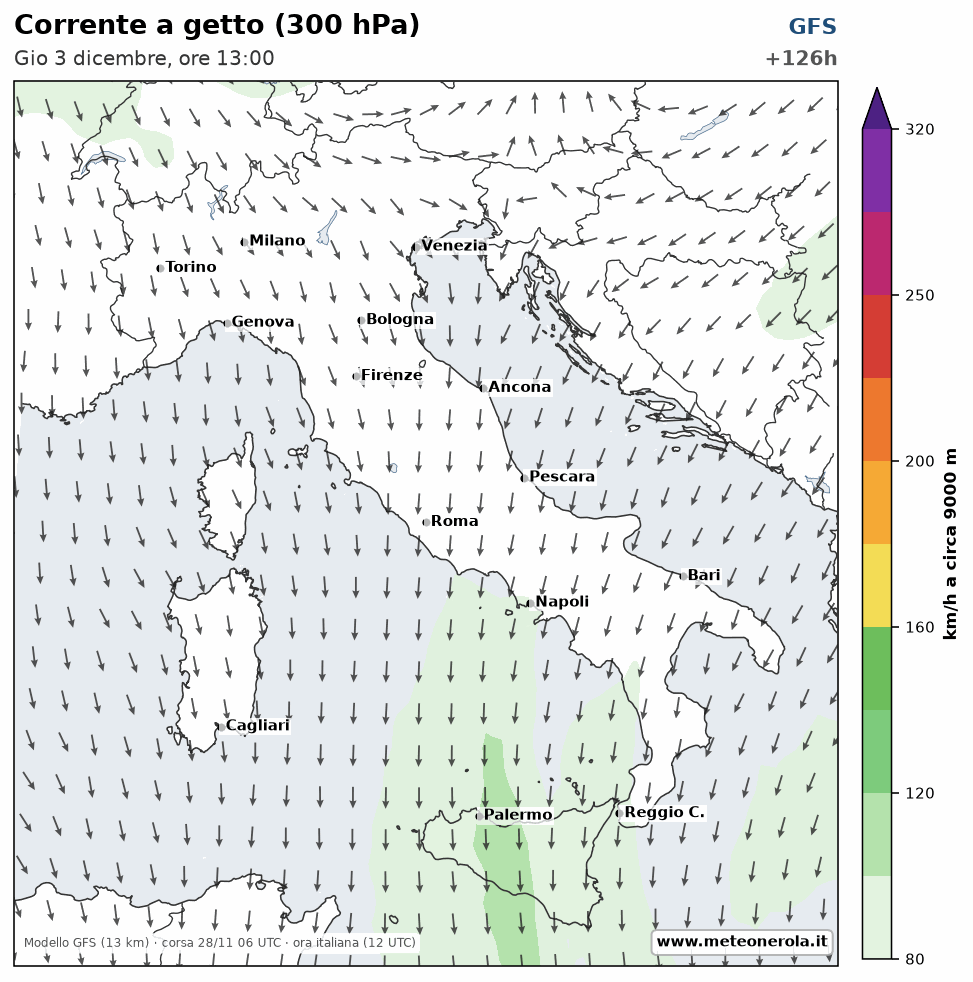 Corrente a getto (300 hPa)
GFS
Gio 3 dicembre, ore 13:00
+126h
Milano
Venezia
Torino
Genova
Bologna
Firenze
Ancona
Pescara
Roma
Bari
Napoli
Cagliari
Palermo
Reggio C.
320
250
200
160
120
80
km/h a circa 9000 m
Modello GFS (13 km) · corsa 28/11 06 UTC · ora italiana (12 UTC)
www.meteonerola.it